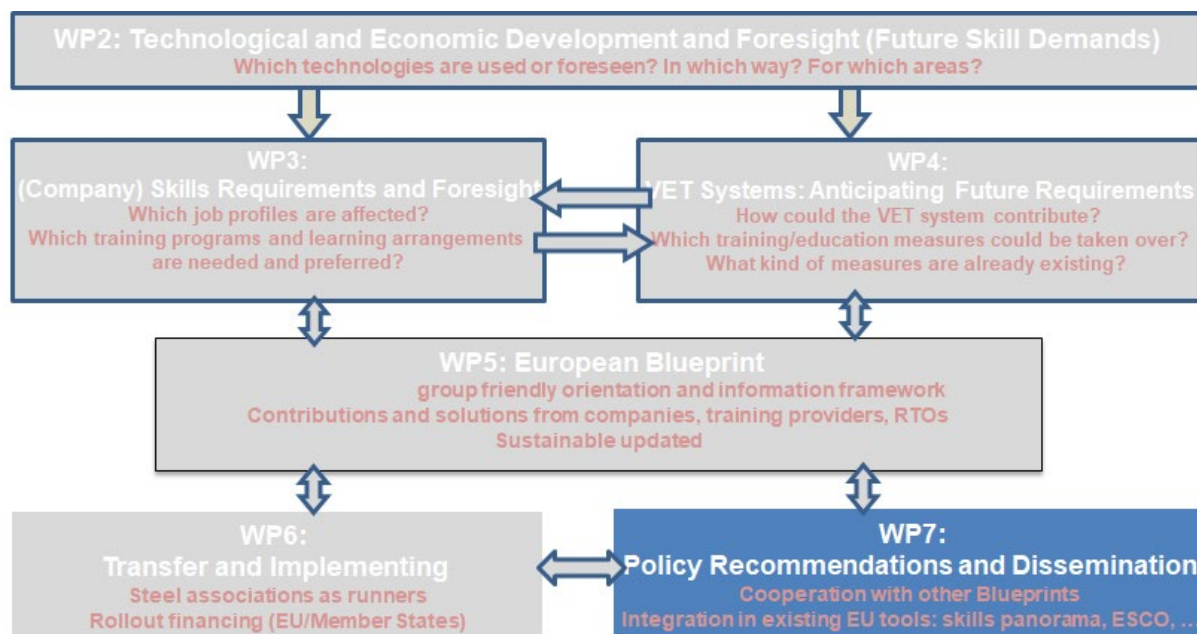 WP2: Technological and Economic Development and Foresight (Future Skill Demands)
Which technologies are used or foreseen? In which way? For which areas?
WP3:
(Company) Skills Requirements and Foresight
Which job profiles are affected?
Which training programs and learning arrangements
are needed and preferred?
WP4:
VET Systems: Anticipating Future Requirements
How could the VET system contribute?
Which training/education measures could be taken over?
What kind of measures are already existing?
WP5: European Blueprint
group friendly orientation and information framework
Contributions and solutions from companies, training providers, RTOs
Sustainable updated
WP6:
Transfer and Implementing
Steel associations as runners
Rollout financing (EU/Member States)
WP7:
Policy Recommendations and Dissemination
Cooperation with other Blueprints
Integration in existing EU tools: skills panorama, ESCO, ...